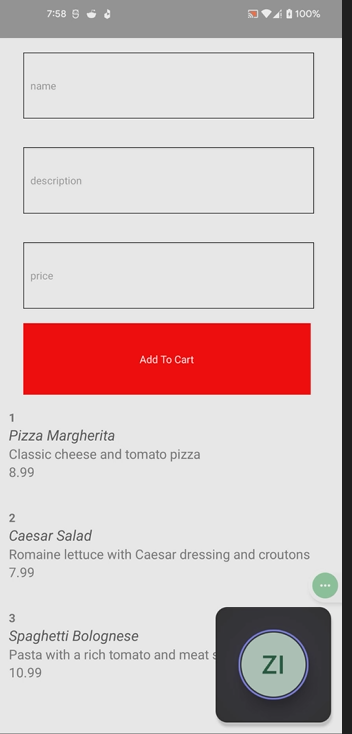 7:58
100%
name
description
price
Add To Cart
1
Pizza Margherita
Classic cheese and tomato pizza
8.99
2
Caesar Salad
Romaine lettuce with Caesar dressing and croutons
7.99
3
Spaghetti Bolognese
Pasta with a rich tomato and meat
10.99
ZI